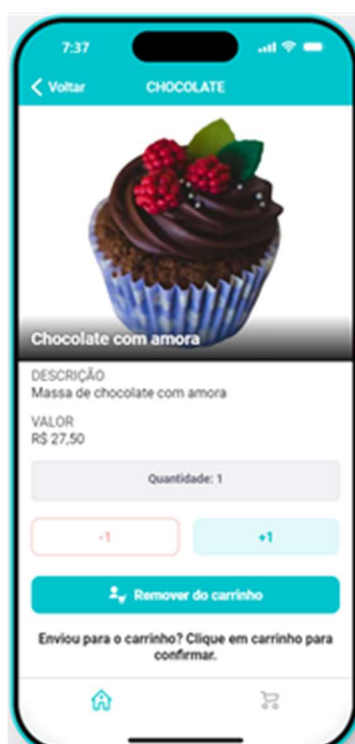 7:37
Voltar
CHOCOLATE
Chocolate com amora
DESCRIÇÃO
Massa de chocolate com amora
VALOR
R$ 27,50
Quantidade: 1
-1
+1
Remover do carrinho
Enviou para o carrinho? Clique em carrinho para
confirmar.